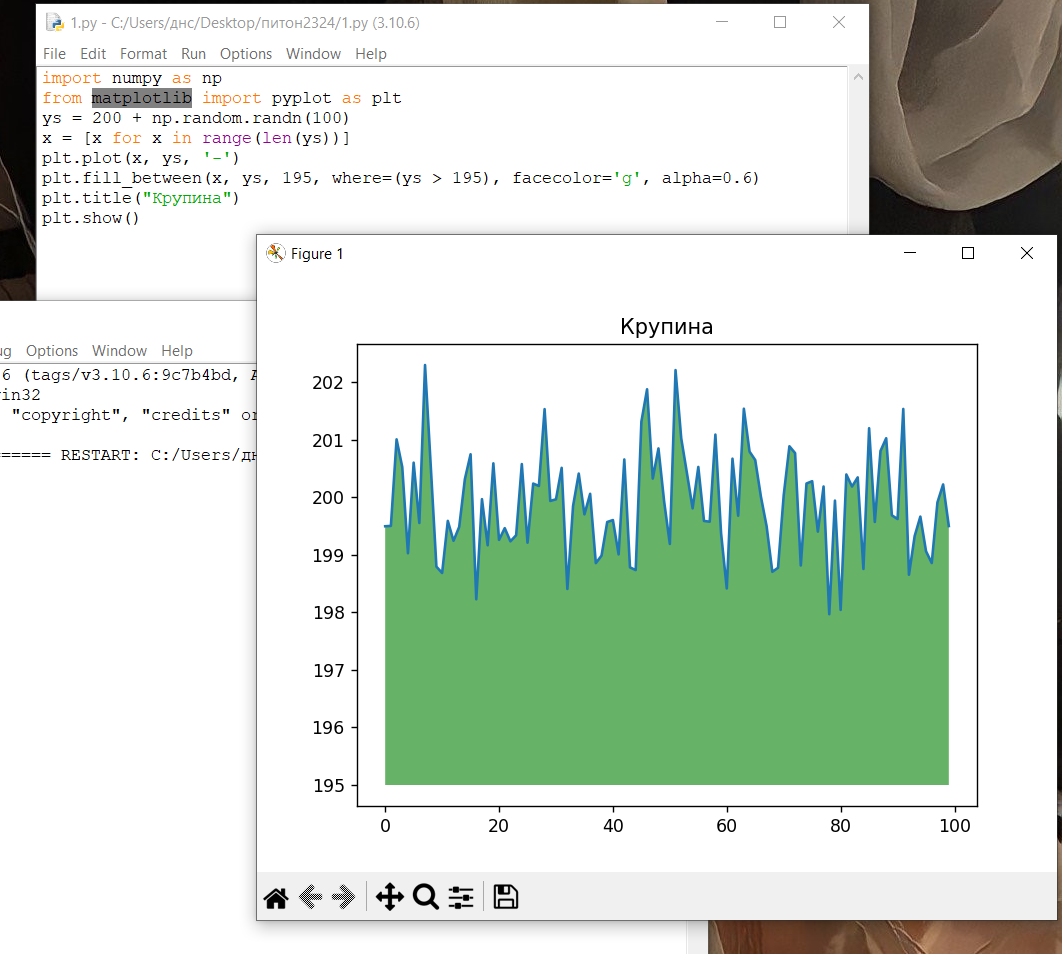 1.py - C:/Users/днс/Desktop/питон2324/1.py (3.10.6)
File Edit Format Run Options Window Help
import numpy as np
from matplotlib import pyplot as plt
ys = 200 + np.random.randn(100)
x = [x for x in range(len(ys))]
plt.plot(x, ys, '-')
plt.fill_between(x, ys, 195, where=(ys > 195), facecolor='g', alpha=0.6)
plt.title("Крупина")
plt.show()
ug Options Window Help
6 (tags/v3.10.6:9c7b4bd, A
in32
"copyright", "credits" or
====== RESTART: C:/Users/дн
Figure 1
Крупина
202
201
200
199
198
197
196
195
0 20 40 60 80 100